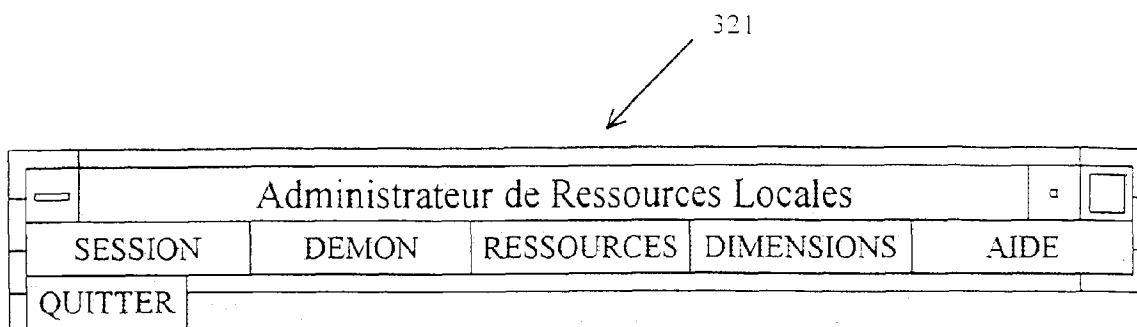 321
Administrateur de Ressources Locales
SESSION DEMON RESSOURCES DIMENSIONS AIDE
QUITTER